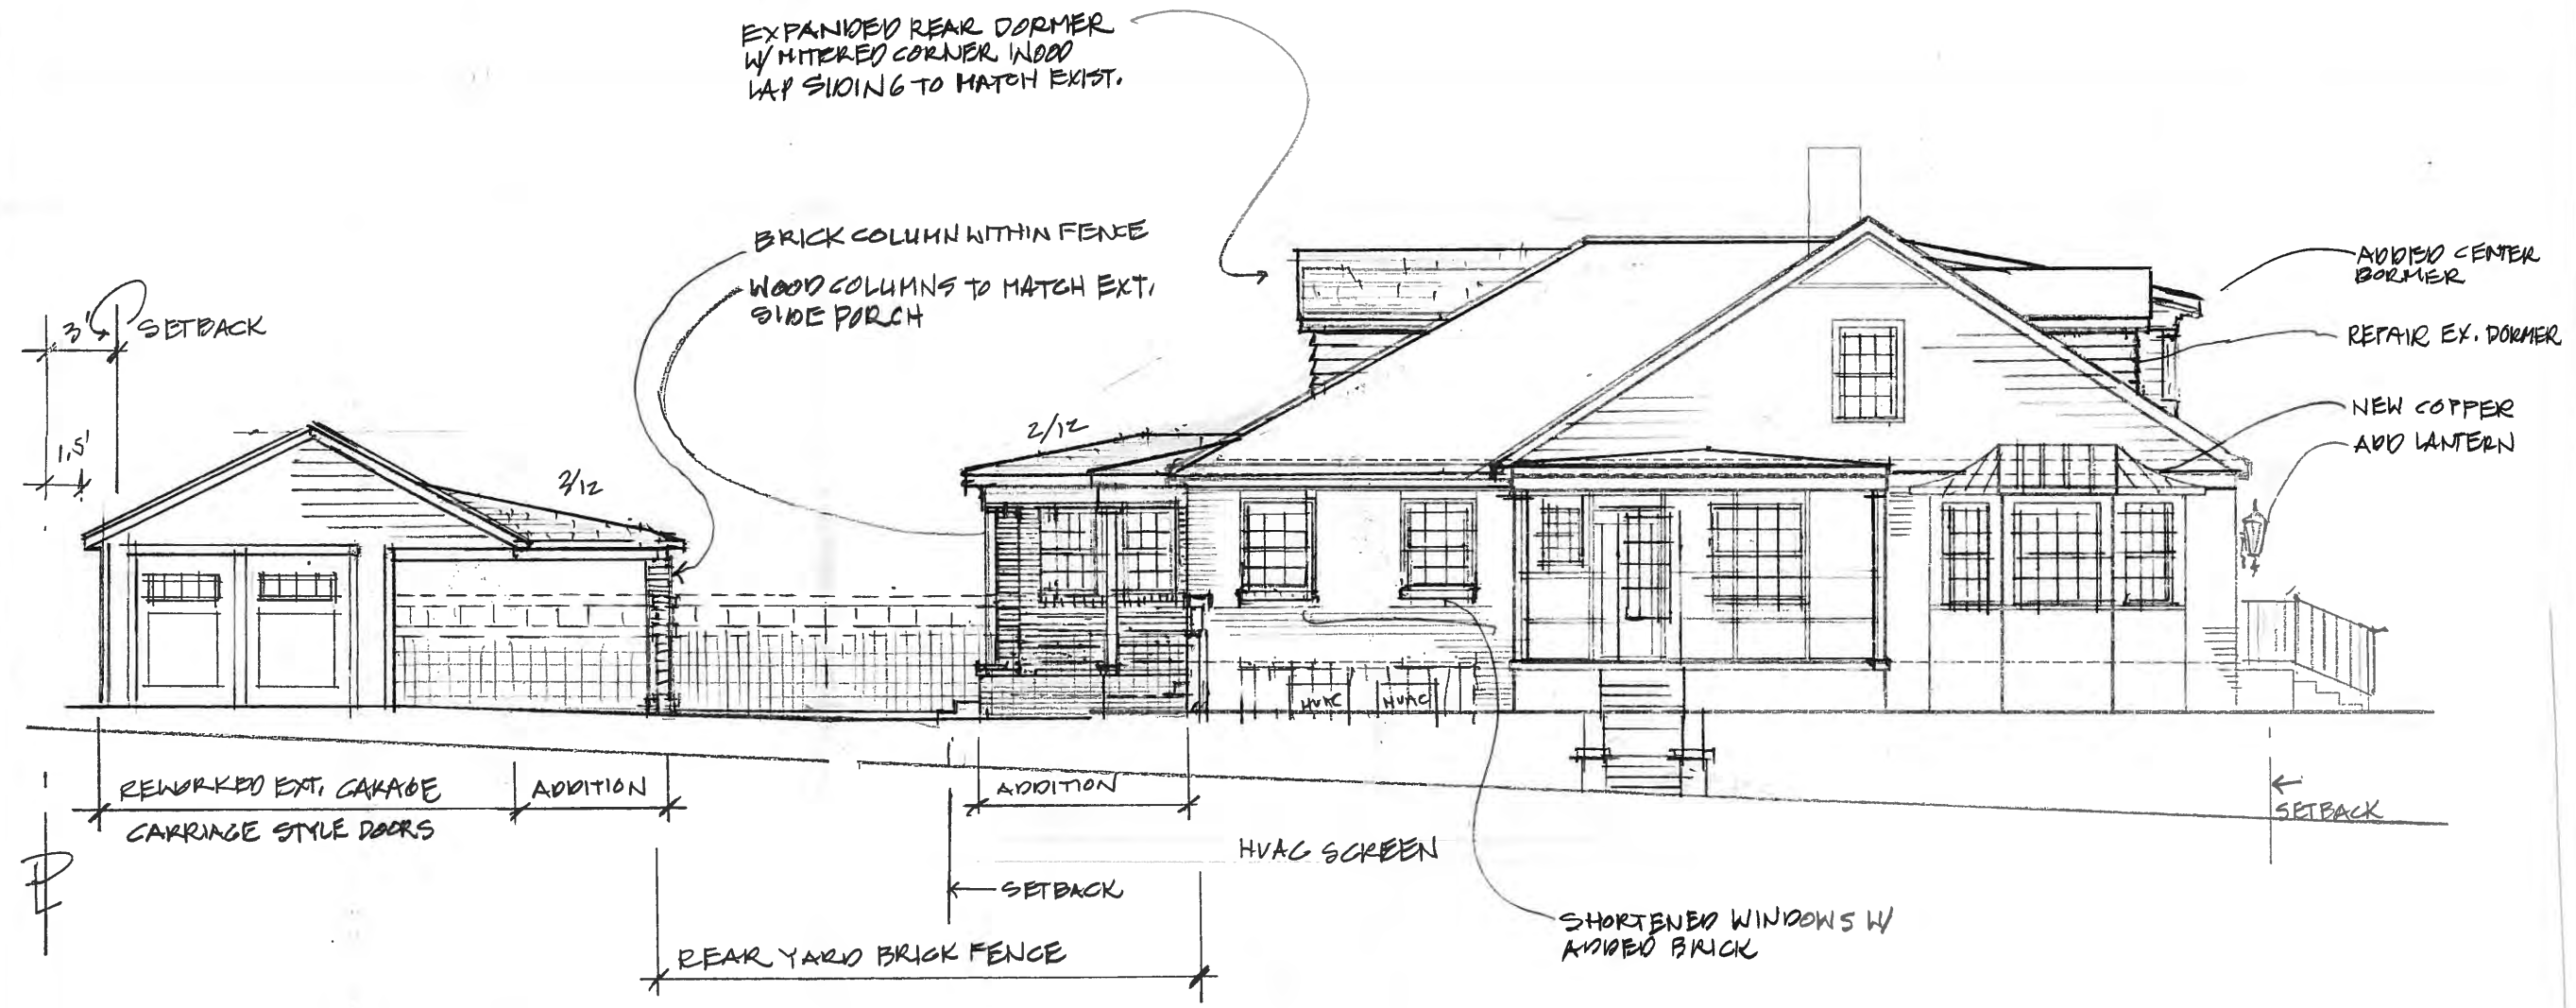 EXPANDED REAR DORMER
W/ MITERED CORNER WOOD
LAP SIDING TO MATCH EXIST.
BRICK COLUMN WITHIN FENCE
WOOD COLUMNS TO MATCH EXT.
SIDE PORCH
3'
SETBACK
1.5'
2/12
2/12
ADDED CENTER
DORMER
REPAIR EX. DORMER
NEW COPPER
ADD LANTERN
HVAC
HVAC
REWORKED EXT. GARAGE
ADDITION
CARRIAGE STYLE DOORS
ADDITION
SETBACK
HVAC SCREEN
PL
SETBACK
SHORTENED WINDOWS W/
ADDED BRICK
REAR YARD BRICK FENCE